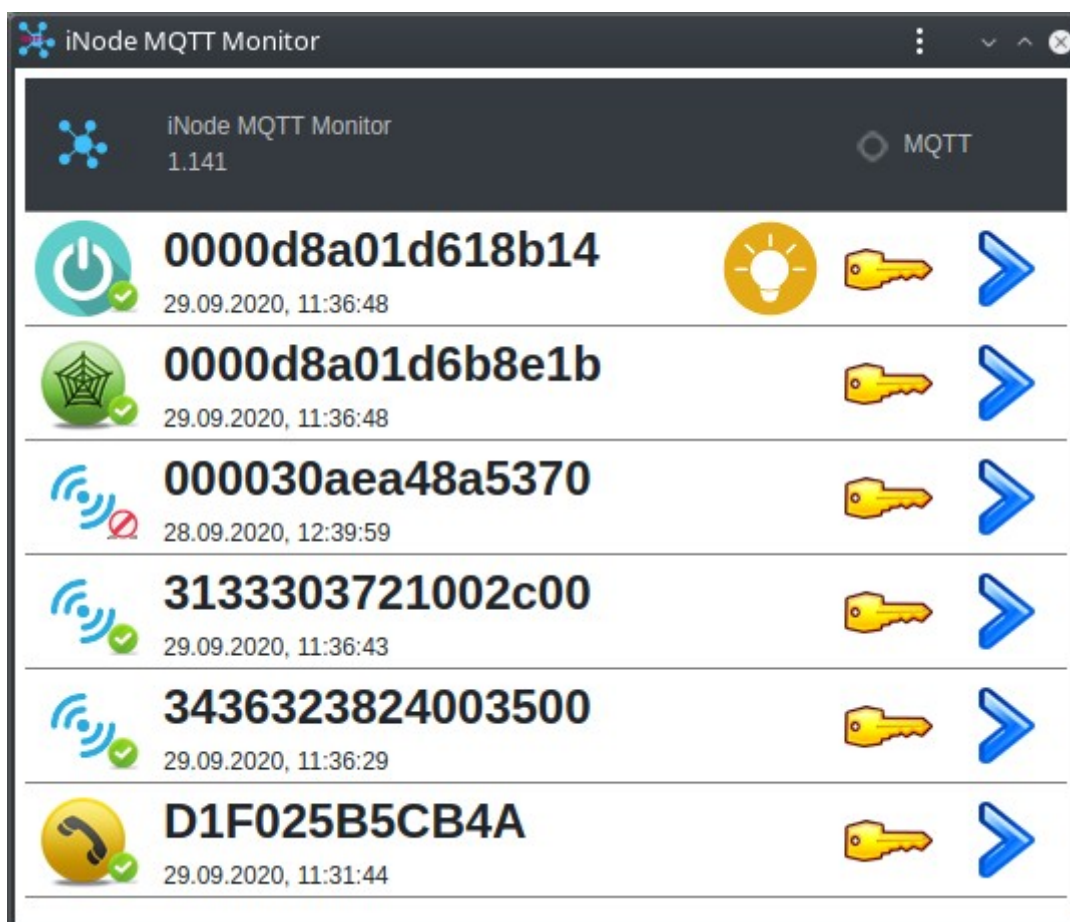 iNode MQTT Monitor
iNode MQTT Monitor
1.141
MQTT
0000d8a01d618b14
29.09.2020, 11:36:48
0000d8a01d6b8e1b
29.09.2020, 11:36:48
000030aea48a5370
28.09.2020, 12:39:59
3133303721002c00
29.09.2020, 11:36:43
3436323824003500
29.09.2020, 11:36:29
D1F025B5CB4A
29.09.2020, 11:31:44